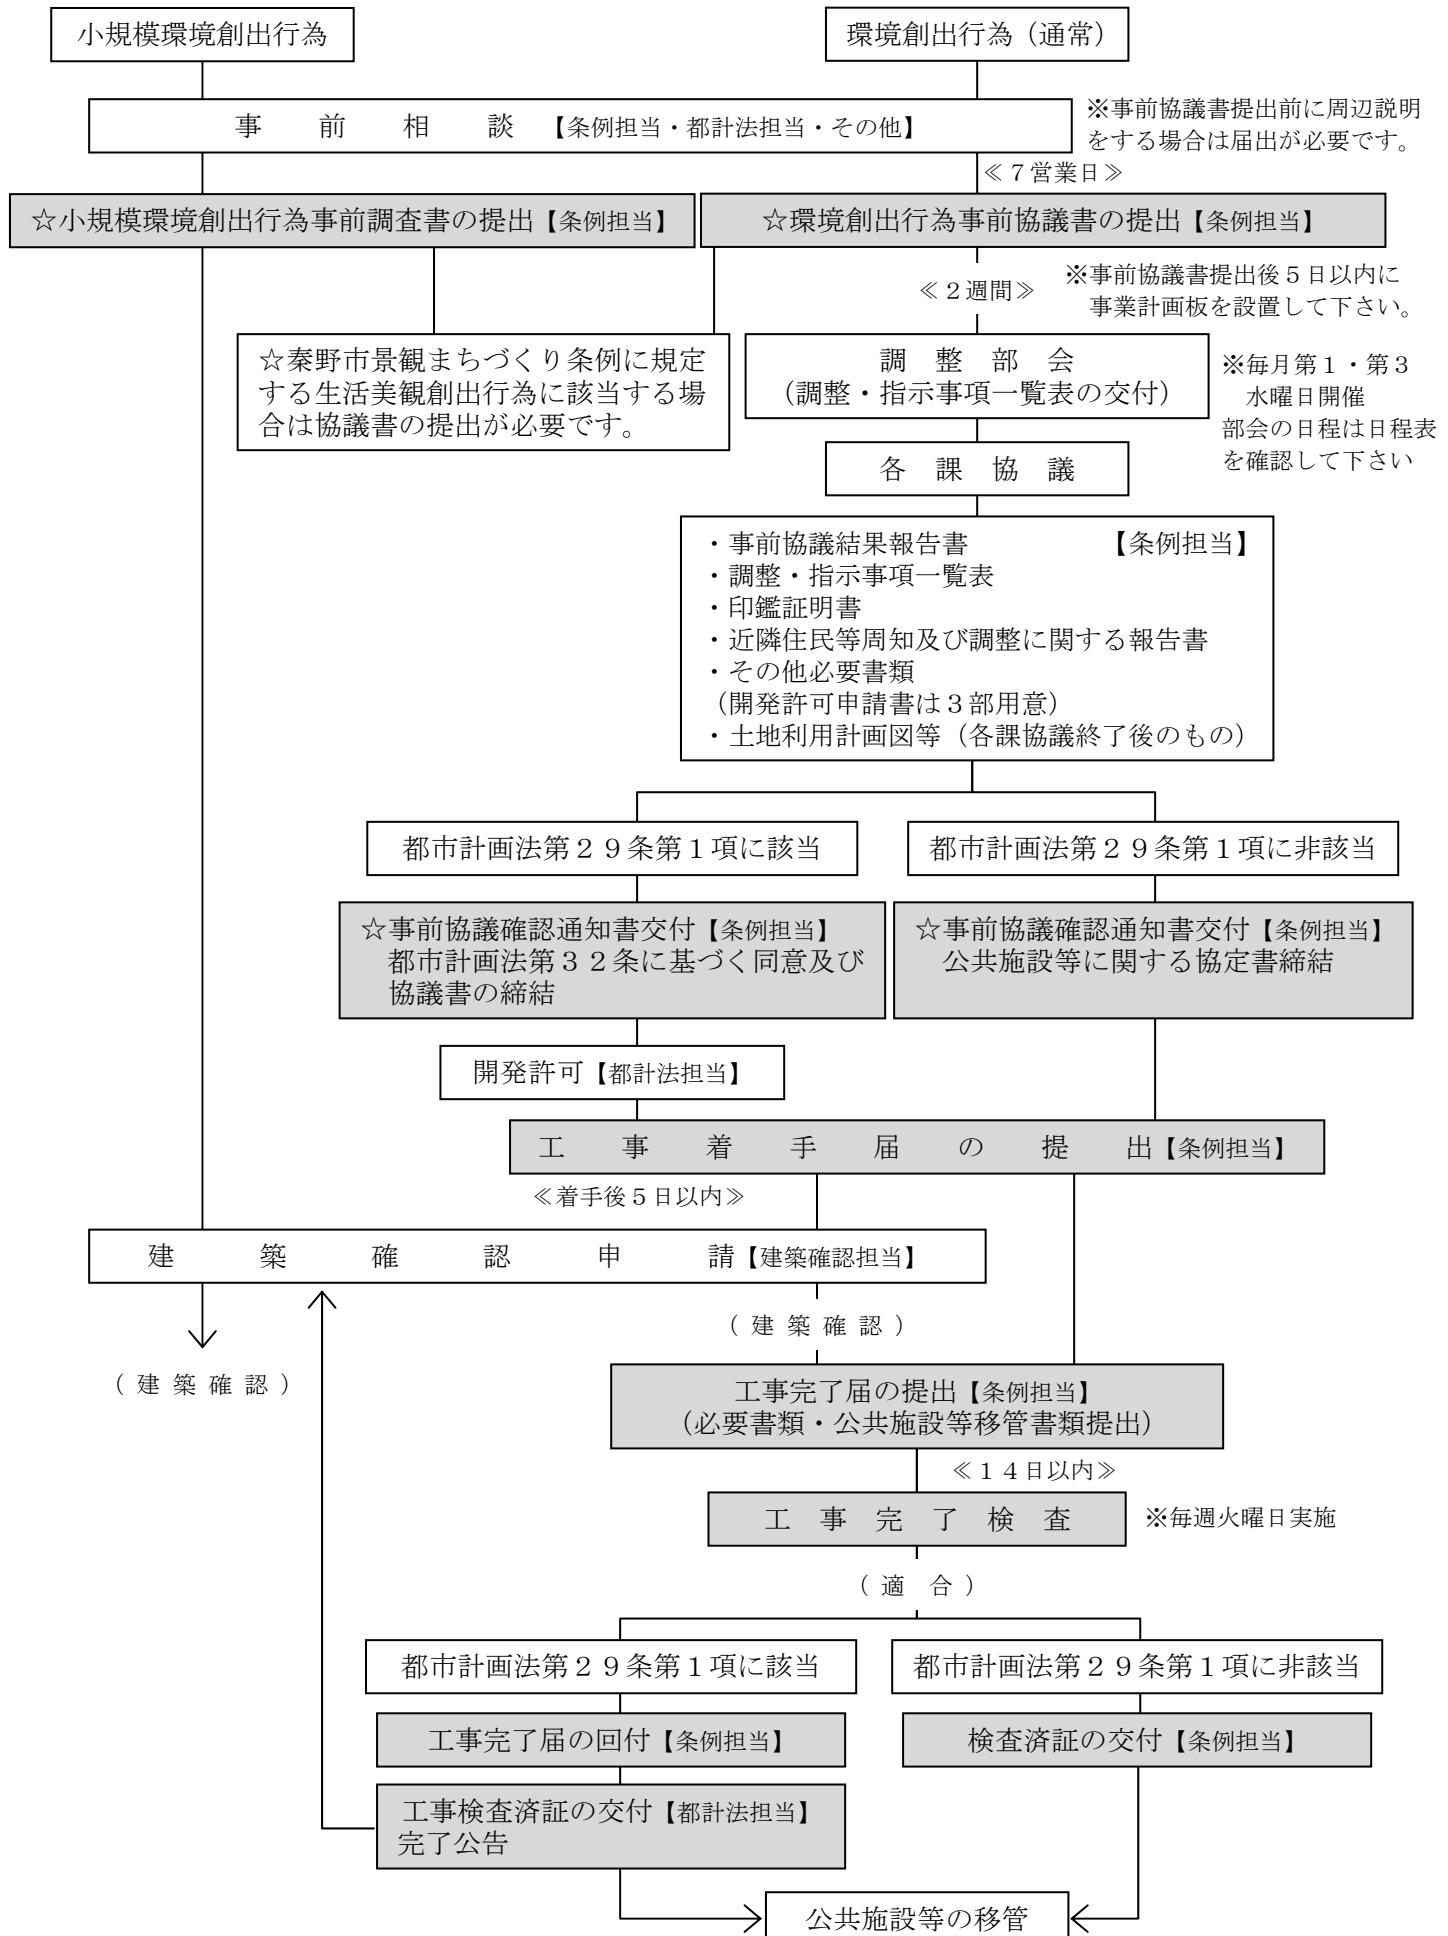 小規模環境創出行為
環境創出行為（通常）
事前相談【条例担当・都計法担当・その他】
※事前協議書提出前に周辺説明
をする場合は届出が必要です。
≪７営業日≫
☆小規模環境創出行為事前調査書の提出【条例担当】
☆環境創出行為事前協議書の提出【条例担当】
≪２週間≫
※事前協議書提出後５日以内に
事業計画板を設置して下さい。
☆秦野市景観まちづくり条例に規定
する生活美観創出行為に該当する場
合は協議書の提出が必要です。
調整部会
（調整・指示事項一覧表の交付）
※毎月第１・第３
水曜日開催
部会の日程は日程表
を確認して下さい
各課協議
・事前協議結果報告書　【条例担当】
・調整・指示事項一覧表
・印鑑証明書
・近隣住民等周知及び調整に関する報告書
・その他必要書類
（開発許可申請書は３部用意）
・土地利用計画図等（各課協議終了後のもの）
都市計画法第２９条第１項に該当
都市計画法第２９条第１項に非該当
☆事前協議確認通知書交付【条例担当】
都市計画法第３２条に基づく同意及び
協議書の締結
☆事前協議確認通知書交付【条例担当】
公共施設等に関する協定書締結
開発許可【都計法担当】
工事着手届の提出【条例担当】
≪着手後５日以内≫
建築確認申請【建築確認担当】
（建築確認）
（建築確認）
工事完了届の提出【条例担当】
（必要書類・公共施設等移管書類提出）
≪１４日以内≫
工事完了検査
※毎週火曜日実施
（適合）
都市計画法第２９条第１項に該当
都市計画法第２９条第１項に非該当
工事完了届の回付【条例担当】
検査済証の交付【条例担当】
工事検査済証の交付【都計法担当】
完了公告
公共施設等の移管